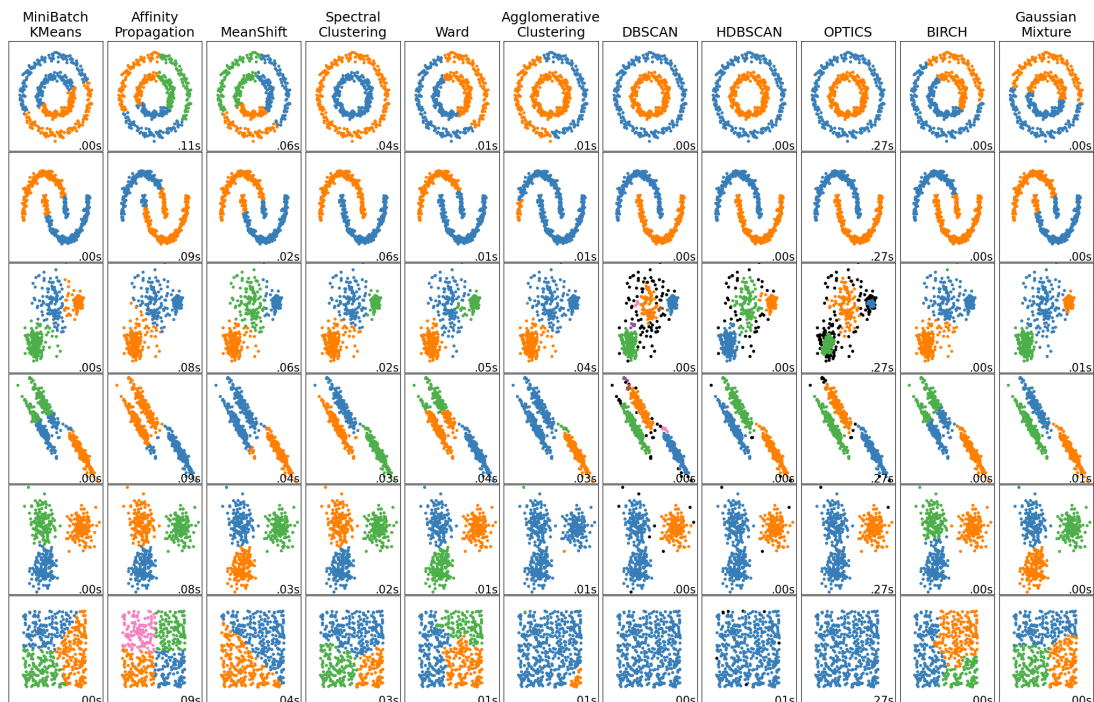 MiniBatch KMeans
Affinity Propagation
MeanShift
Spectral Clustering
Ward
Agglomerative Clustering
DBSCAN
HDBSCAN
OPTICS
BIRCH
Gaussian Mixture
.00s .11s .06s .04s .01s .01s .00s .00s .27s .00s .00s
.00s .09s .02s .06s .01s .01s .00s .00s .27s .00s .00s
.00s .08s .06s .02s .05s .04s .00s .00s .27s .00s .01s
.00s .09s .04s .03s .04s .03s .00s .00s .27s .00s .01s
.00s .08s .03s .02s .01s .01s .00s .00s .27s .00s .00s
.00s .09s .04s .03s .01s .01s .00s .01s .27s .00s .00s